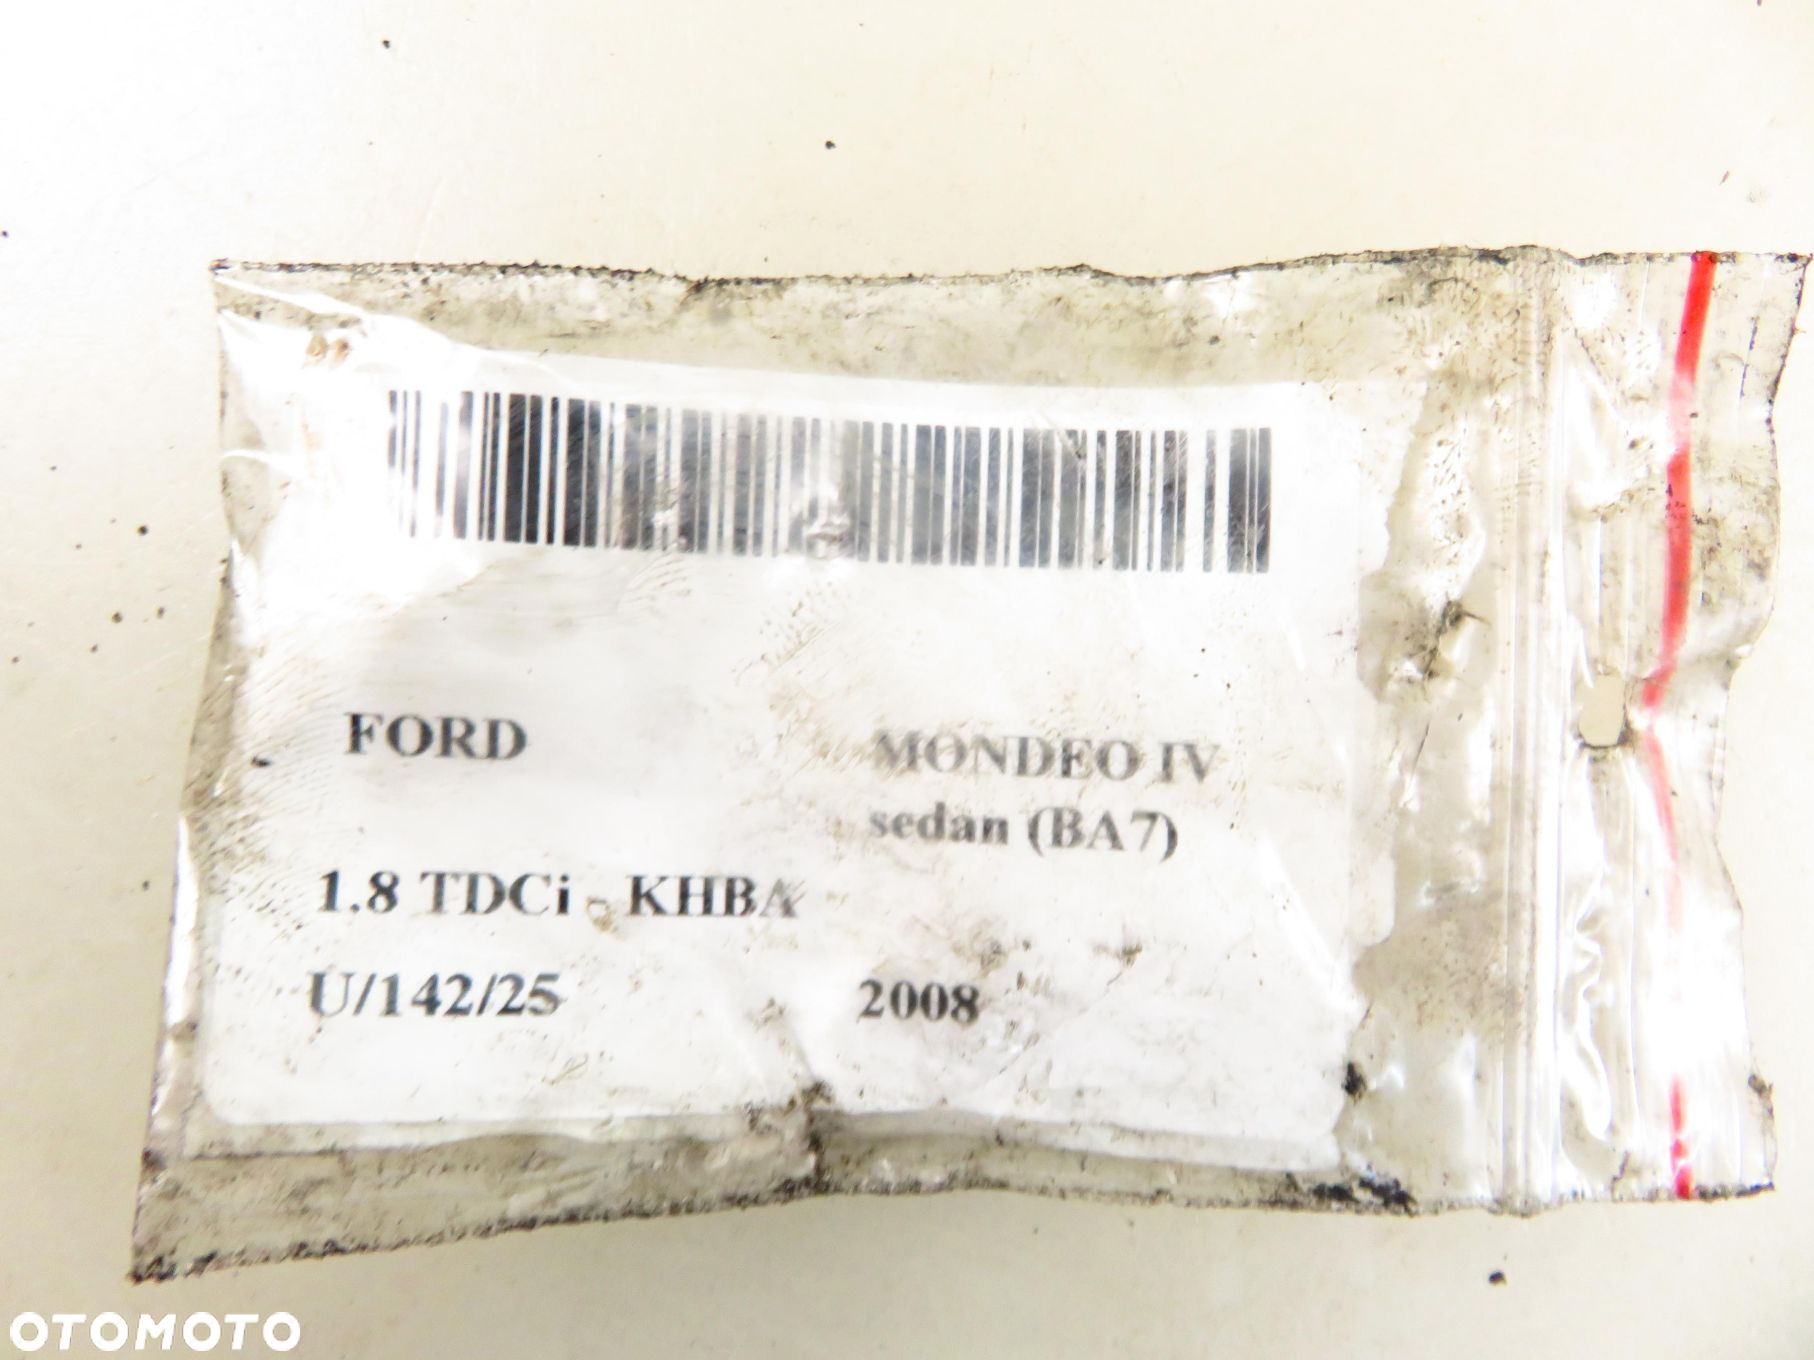 FORD
MONDEO IV
sedan (BA7)
1.8 TDCi - KHBA
U/142/25
2008
OTOMOTO